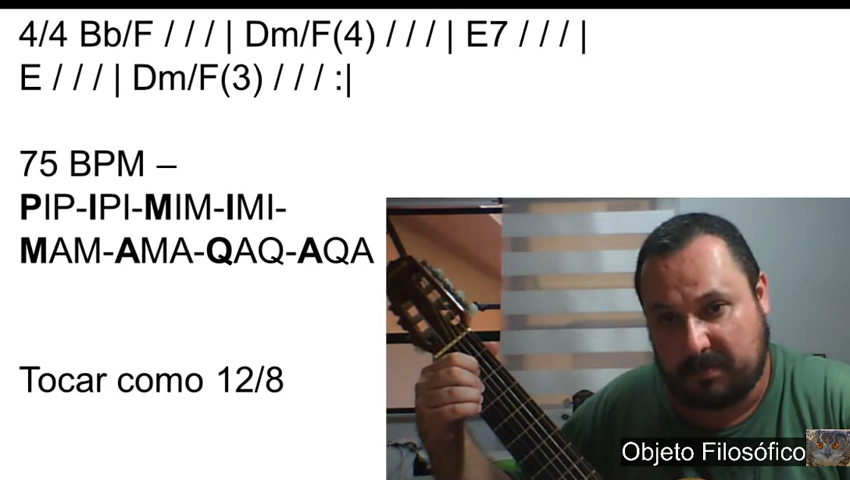 4/4 Bb/F / / / | Dm/F(4) / / / | E7 / / / |
E / / / | Dm/F(3) / / / :|
75 BPM –
PIP-IPI-MIM-IMI-
MAM-AMA-QAQ-AQA
Tocar como 12/8
Objeto Filosófico